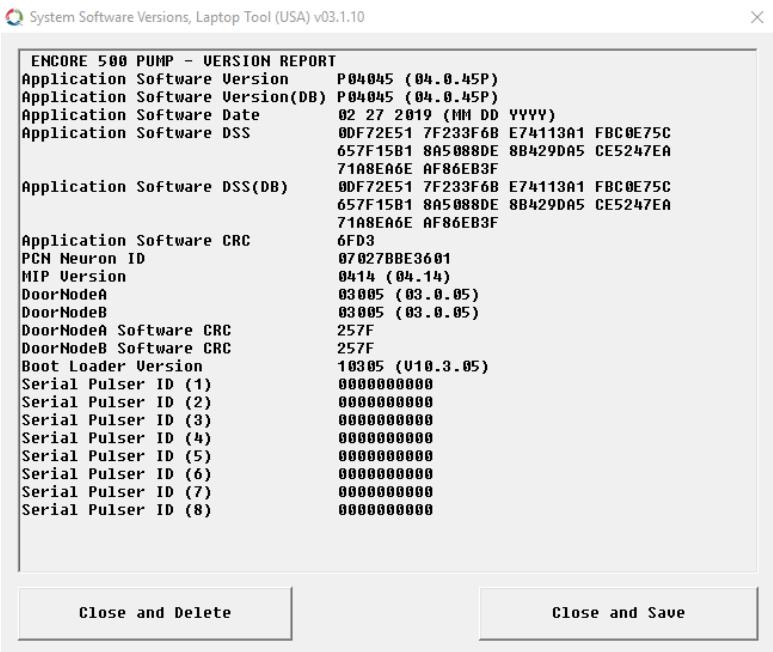 System Software Versions, Laptop Tool (USA) v03.1.10
ENCORE 500 PUMP - VERSION REPORT
Application Software Version P04045 (04.0.45P)
Application Software Version(DB) P04045 (04.0.45P)
Application Software Date 02 27 2019 (MM DD YYYY)
Application Software DSS 0DF72E51 7F233F6B E74113A1 FBC0E75C
657F15B1 8A5088DE 8B429DA5 CE5247EA
71A8EA6E AF86EB3F
Application Software DSS(DB) 0DF72E51 7F233F6B E74113A1 FBC0E75C
657F15B1 8A5088DE 8B429DA5 CE5247EA
71A8EA6E AF86EB3F
Application Software CRC 6FD3
PCN Neuron ID 07027BBE3601
MIP Version 0414 (04.14)
DoorNodeA 03005 (03.0.05)
DoorNodeB 03005 (03.0.05)
DoorNodeA Software CRC 257F
DoorNodeB Software CRC 257F
Boot Loader Version 10305 (V10.3.05)
Serial Pulser ID (1) 0000000000
Serial Pulser ID (2) 0000000000
Serial Pulser ID (3) 0000000000
Serial Pulser ID (4) 0000000000
Serial Pulser ID (5) 0000000000
Serial Pulser ID (6) 0000000000
Serial Pulser ID (7) 0000000000
Serial Pulser ID (8) 0000000000
Close and Delete Close and Save